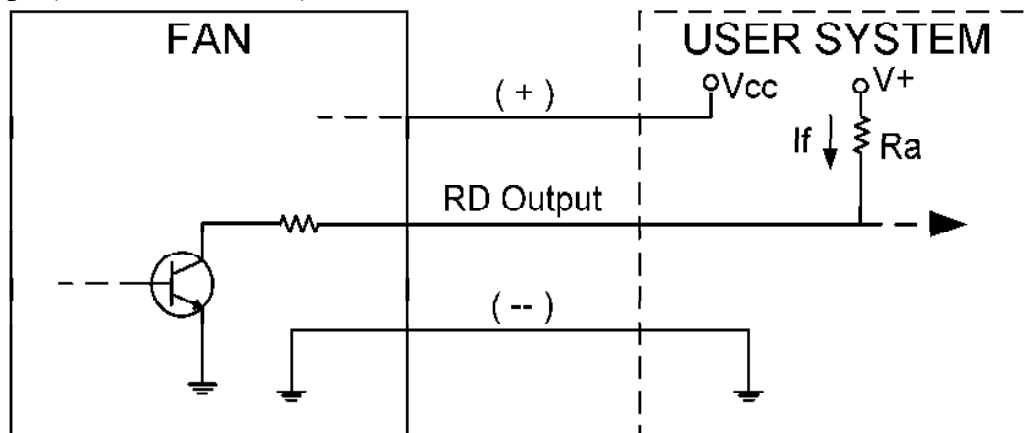 FAN
USER SYSTEM
( + )
Vcc
V+
If
Ra
RD Output
( -- )